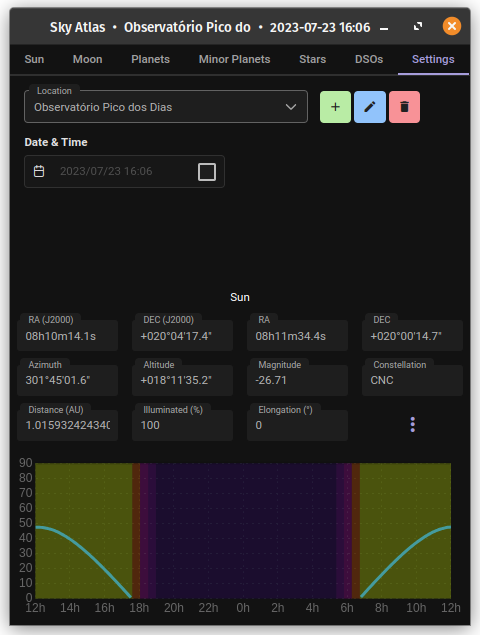 Sky Atlas • Observatório Pico do • 2023-07-23 16:06
Sun Moon Planets Minor Planets Stars DSOs Settings
Location
Observatório Pico dos Dias
Date & Time
2023/07/23 16:06
Sun
RA (J2000) DEC (J2000) RA DEC
08h10m14.1s +020°04'17.4" 08h11m34.4s +020°00'14.7"
Azimuth Altitude Magnitude Constellation
301°45'01.6" +018°11'35.2" -26.71 CNC
Distance (AU) Illuminated (%) Elongation (°)
1.015932424340 100 0
90
80
70
60
50
40
30
20
10
0
12h 14h 16h 18h 20h 22h 0h 2h 4h 6h 8h 10h 12h